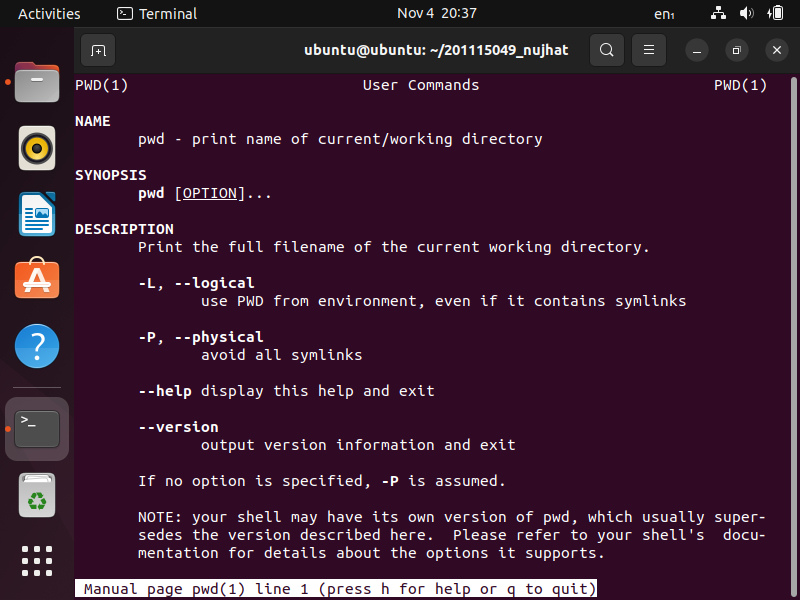 Activities Terminal Nov 4 20:37 en₁
ubuntu@ubuntu: ~/201115049_nujhat
PWD(1) User Commands PWD(1)
NAME
pwd - print name of current/working directory
SYNOPSIS
pwd [OPTION]...
DESCRIPTION
Print the full filename of the current working directory.
-L, --logical
use PWD from environment, even if it contains symlinks
-P, --physical
avoid all symlinks
--help display this help and exit
--version
output version information and exit
If no option is specified, -P is assumed.
NOTE: your shell may have its own version of pwd, which usually super-
sedes the version described here.  Please refer to your shell's  docu-
mentation for details about the options it supports.
Manual page pwd(1) line 1 (press h for help or q to quit)